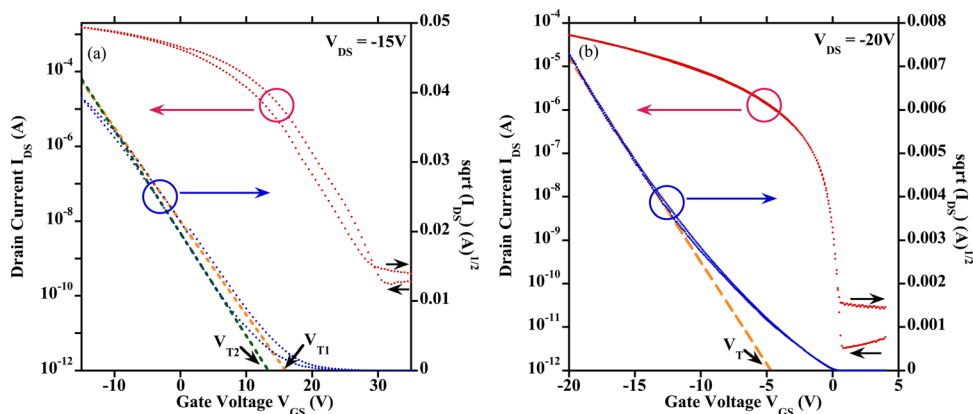 (a)
V_DS = -15V
Drain Current I_DS (A)
10^-4
10^-6
10^-8
10^-10
10^-12
0.05
0.04
0.03
0.02
0.01
0
sqrt (I_DS) (A)^1/2
V_T2
V_T1
-10 0 10 20 30
Gate Voltage V_GS (V)
(b)
V_DS = -20V
Drain Current I_DS (A)
10^-4
10^-5
10^-6
10^-7
10^-8
10^-9
10^-10
10^-11
10^-12
0.008
0.007
0.006
0.005
0.004
0.003
0.002
0.001
0
sqrt (I_DS) (A)^1/2
V_T
-20 -15 -10 -5 0 5
Gate Voltage V_GS (V)